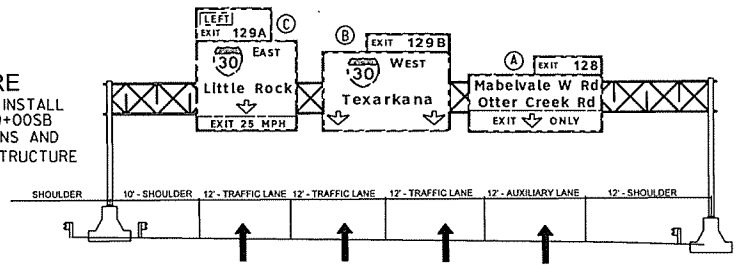 LEFT
EXIT 129A
C
30 EAST
Little Rock
EXIT 25 MPH
B
EXIT 129B
30 WEST
Texarkana
A
EXIT 128
Mabelvale W Rd
Otter Creek Rd
EXIT ONLY
RE
INSTALL
+00SB
NS AND
STRUCTURE
SHOULDER
10' - SHOULDER
12' - TRAFFIC LANE
12' - TRAFFIC LANE
12' - TRAFFIC LANE
12' - AUXILIARY LANE
12' - SHOULDER